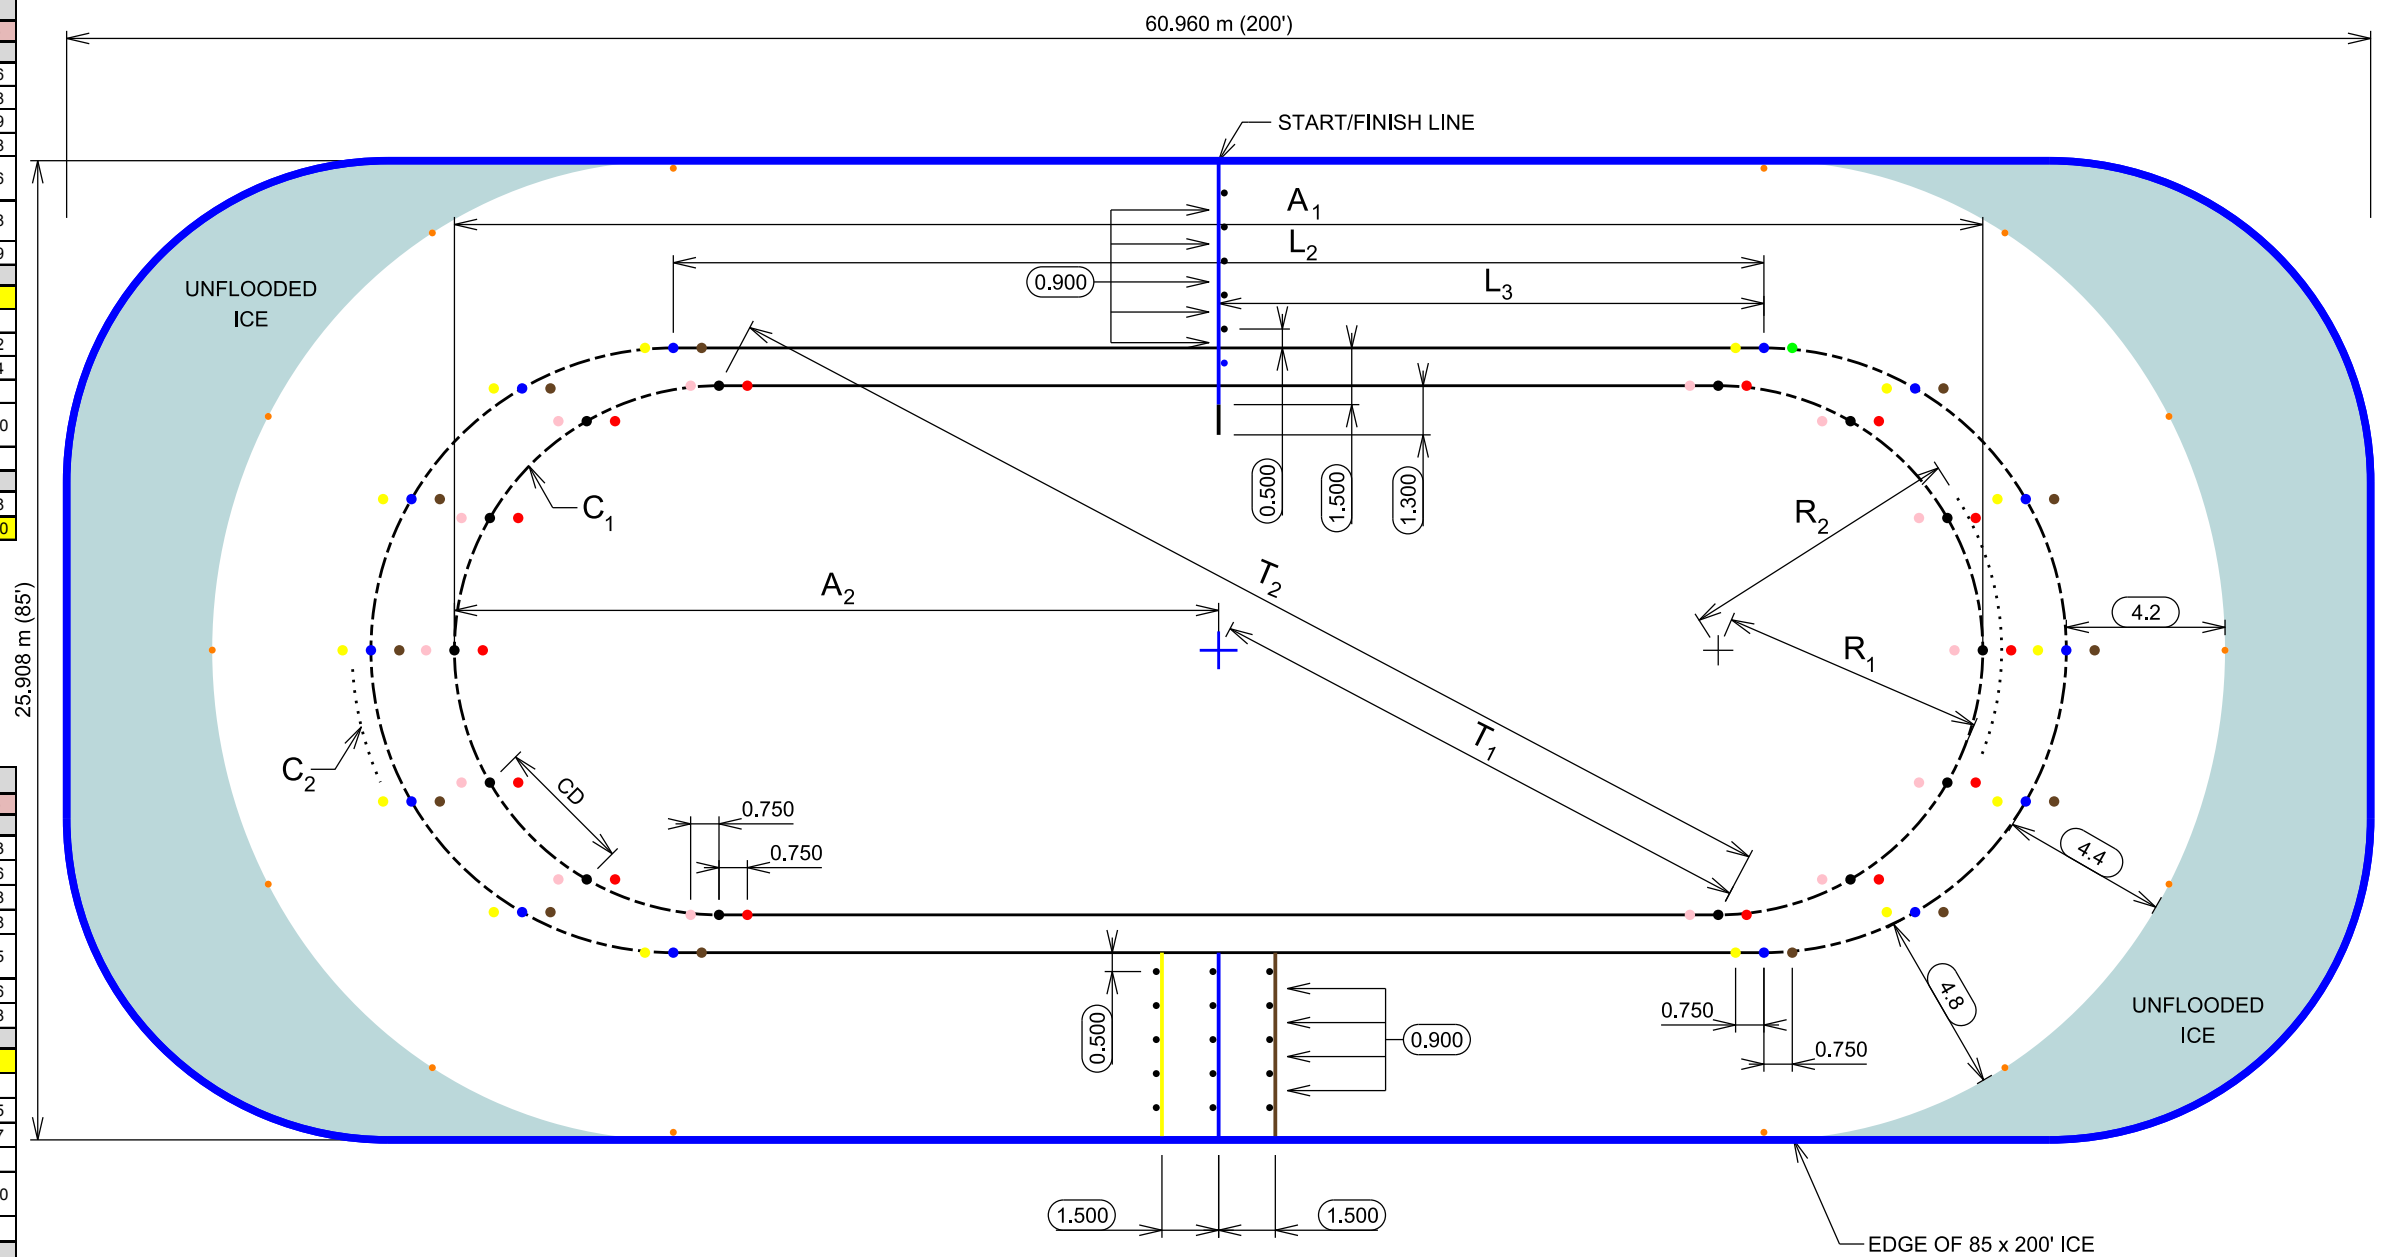 60.960 m (200')
START/FINISH LINE
A1
L2
0.900
L3
UNFLOODED
ICE
0.500
1.500
1.300
C1
R2
T2
A2
4.2
R1
25.908 m (85')
T1
C2
CD
0.750
0.750
4.4
4.8
UNFLOODED
ICE
0.500
0.900
0.750
0.750
1.500
1.500
EDGE OF 85 x 200' ICE